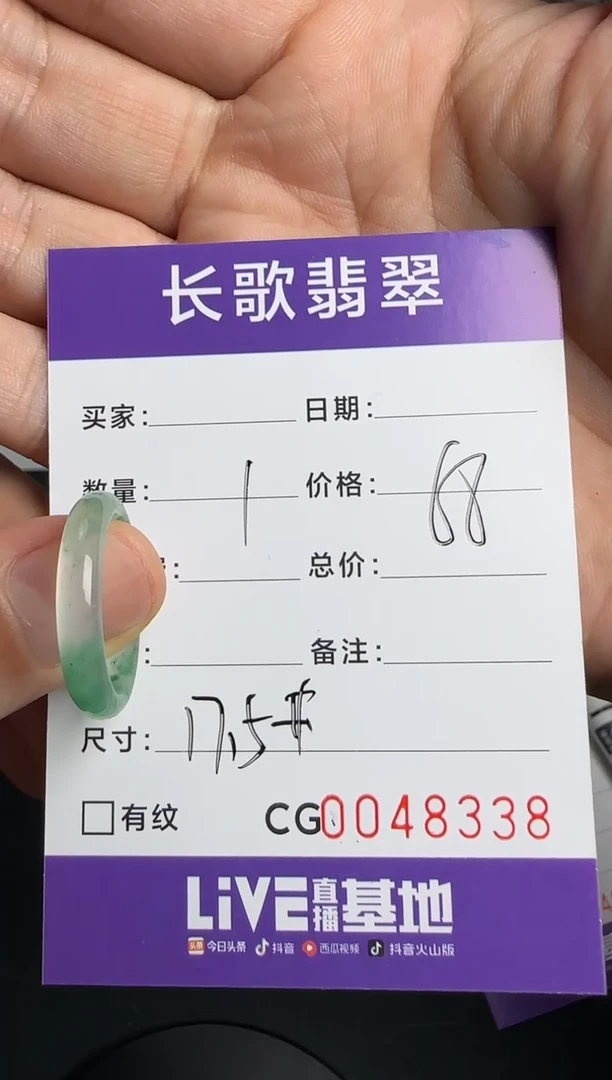 长歌翡翠
买家: 日期:
数量: 1 价格: 68
: 总价:
: 备注:
尺寸: 17.5#
有纹 CG0048338
LiVE直播基地
头条 今日头条 抖音 西瓜视频 抖音火山版